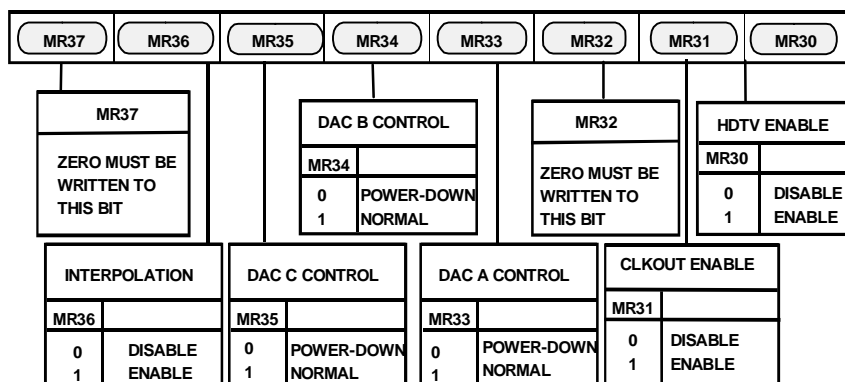 MR37 MR36 MR35 MR34 MR33 MR32 MR31 MR30
MR37
ZERO MUST BE
WRITTEN TO
THIS BIT
DAC B CONTROL
MR34
0 POWER-DOWN
1 NORMAL
MR32
ZERO MUST BE
WRITTEN TO
THIS BIT
HDTV ENABLE
MR30
0 DISABLE
1 ENABLE
INTERPOLATION
MR36
0 DISABLE
1 ENABLE
DAC C CONTROL
MR35
0 POWER-DOWN
1 NORMAL
DAC A CONTROL
MR33
0 POWER-DOWN
1 NORMAL
CLKOUT ENABLE
MR31
0 DISABLE
1 ENABLE